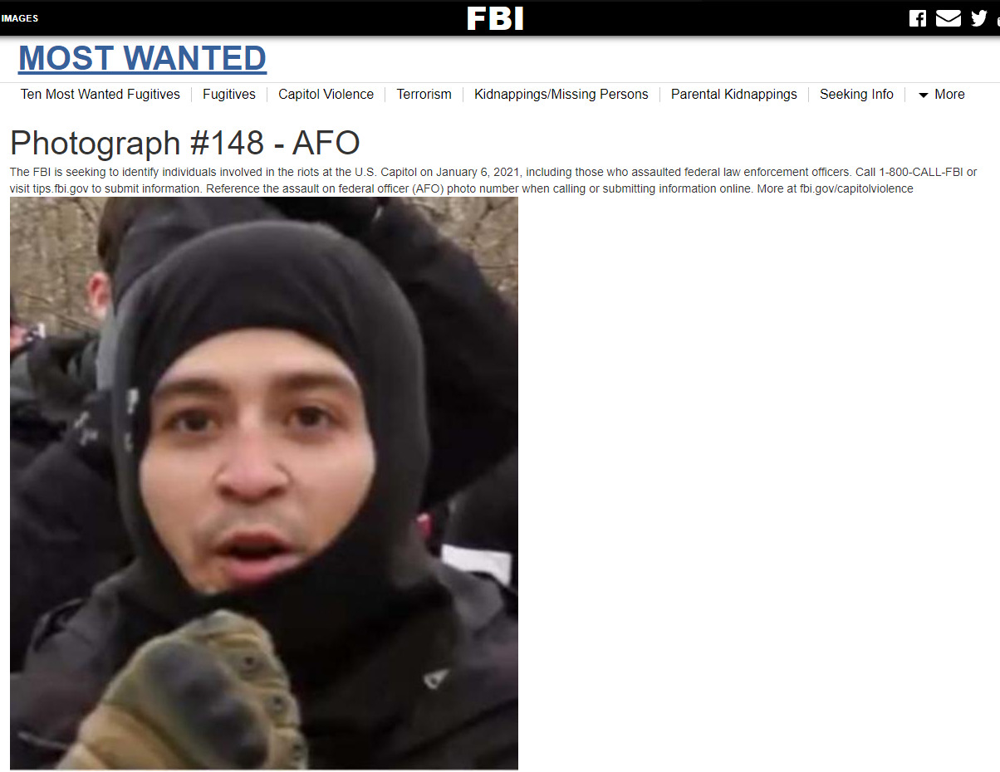 IMAGES
FBI
MOST WANTED
Ten Most Wanted Fugitives
Fugitives
Capitol Violence
Terrorism
Kidnappings/Missing Persons
Parental Kidnappings
Seeking Info
More
Photograph #148 - AFO
The FBI is seeking to identify individuals involved in the riots at the U.S. Capitol on January 6, 2021, including those who assaulted federal law enforcement officers. Call 1-800-CALL-FBI or
visit tips.fbi.gov to submit information. Reference the assault on federal officer (AFO) photo number when calling or submitting information online. More at fbi.gov/capitolviolence